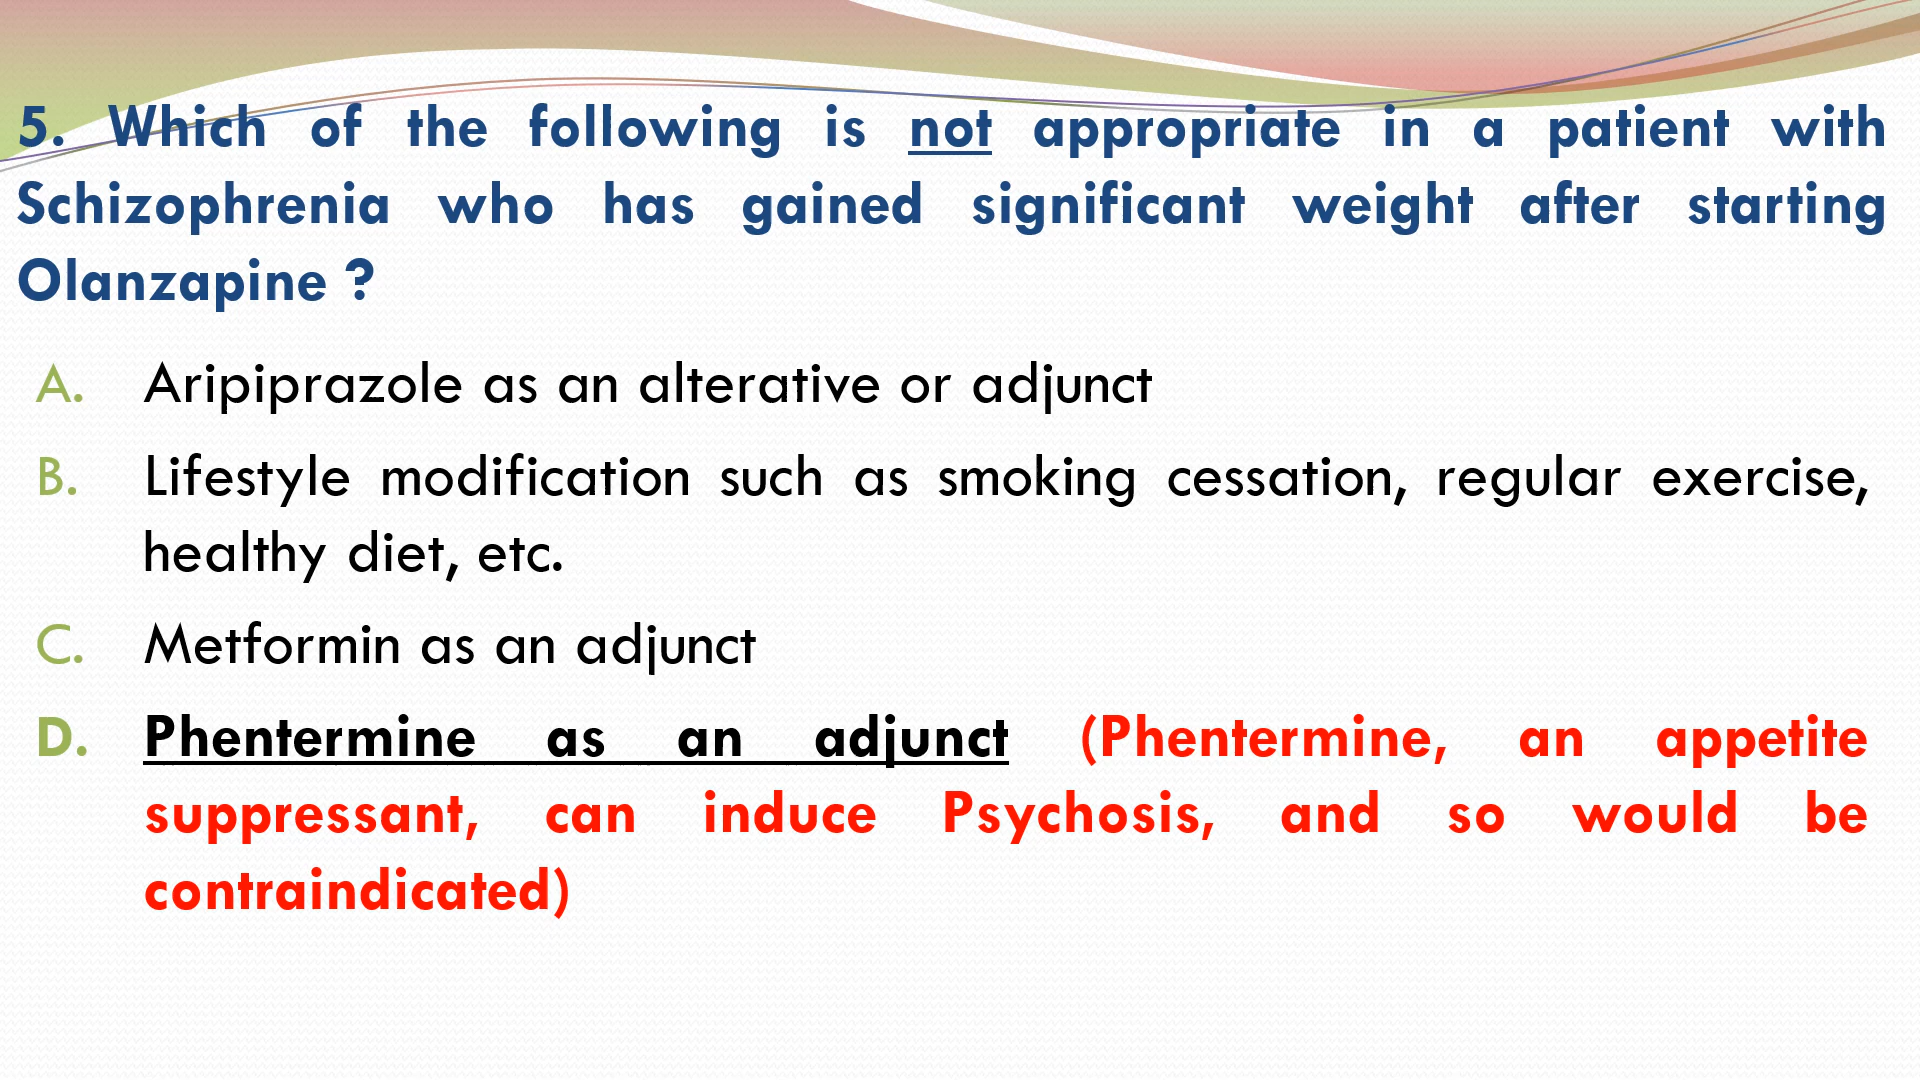 5. Which of the following is not appropriate in a patient with
Schizophrenia who has gained significant weight after starting
Olanzapine ?
A. Aripiprazole as an alterative or adjunct
B. Lifestyle modification such as smoking cessation, regular exercise,
healthy diet, etc.
C. Metformin as an adjunct
D. Phentermine as an adjunct (Phentermine, an appetite
suppressant, can induce Psychosis, and so would be
contraindicated)